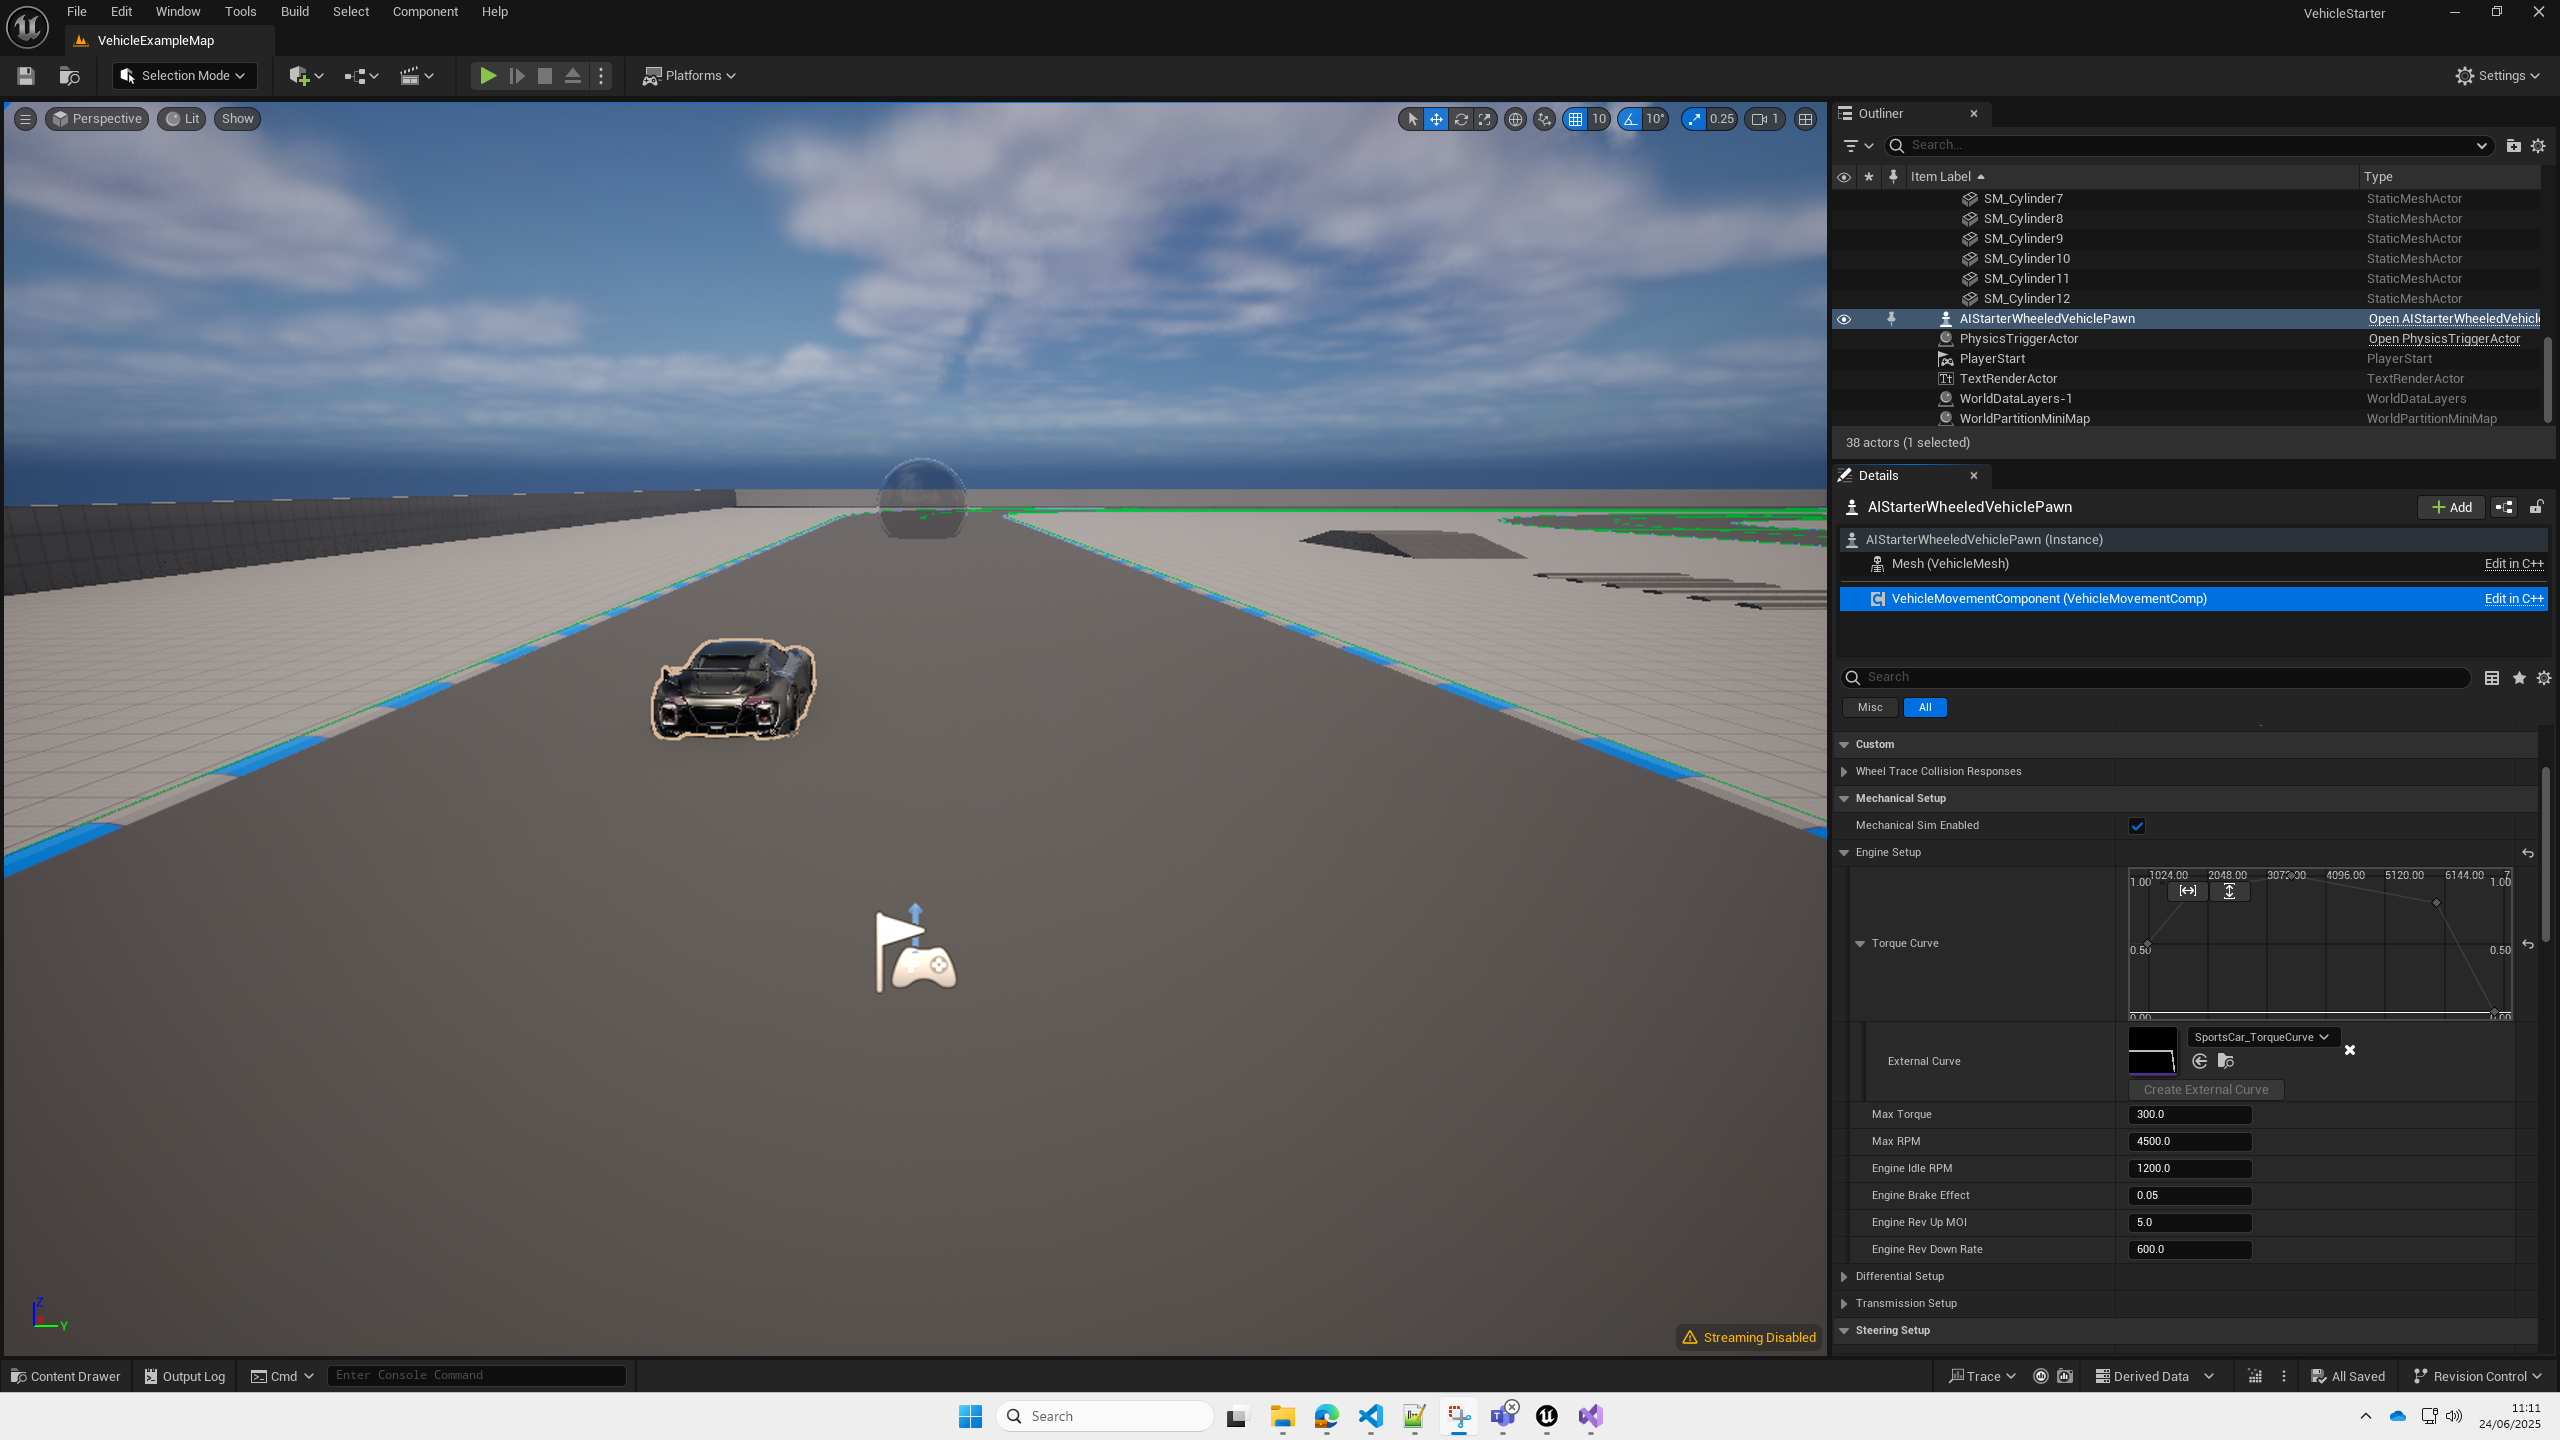 File Edit Window Tools Build Select Component Help
VehicleStarter
VehicleExampleMap
Selection Mode
Platforms
Settings
Perspective Lit Show
10 10° 0.25 1
Outliner
Search...
Item Label Type
SM_Cylinder7 StaticMeshActor
SM_Cylinder8 StaticMeshActor
SM_Cylinder9 StaticMeshActor
SM_Cylinder10 StaticMeshActor
SM_Cylinder11 StaticMeshActor
SM_Cylinder12 StaticMeshActor
AIStarterWheeledVehiclePawn Open AIStarterWheeledVehicl
PhysicsTriggerActor Open PhysicsTriggerActor
PlayerStart PlayerStart
TextRenderActor TextRenderActor
WorldDataLayers-1 WorldDataLayers
WorldPartitionMiniMap WorldPartitionMiniMap
38 actors (1 selected)
Details
AIStarterWheeledVehiclePawn
Add
AIStarterWheeledVehiclePawn (Instance)
Mesh (VehicleMesh) Edit in C++
VehicleMovementComponent (VehicleMovementComp) Edit in C++
Search
Misc All
Custom
Wheel Trace Collision Responses
Mechanical Setup
Mechanical Sim Enabled
Engine Setup
1024.00 2048.00 3072.00 4096.00 5120.00 6144.00 7
1.00 1.00
Torque Curve
0.50 0.50
0.00 0.00
External Curve
SportsCar_TorqueCurve
Create External Curve
Max Torque 300.0
Max RPM 4500.0
Engine Idle RPM 1200.0
Engine Brake Effect 0.05
Engine Rev Up MOI 5.0
Engine Rev Down Rate 600.0
Differential Setup
Transmission Setup
Steering Setup
Z
Y
Streaming Disabled
Content Drawer Output Log Cmd Enter Console Command
Trace Derived Data All Saved Revision Control
Search
11:11
24/06/2025